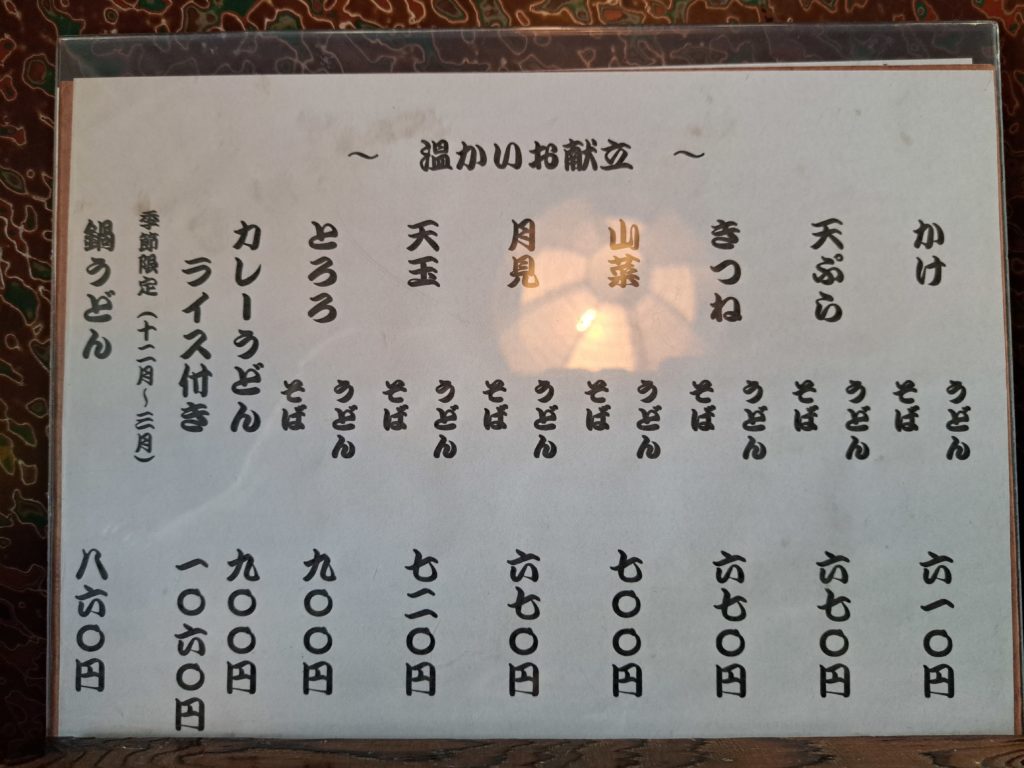 ～ 温かいお献立 ～
かけ うどん そば 六一〇円
天ぷら うどん そば 六七〇円
きつね うどん そば 六七〇円
山菜 うどん そば 七〇〇円
月見 うどん そば 六七〇円
天玉 うどん そば 七二〇円
とろろ うどん そば 九〇〇円
カレーうどん 九〇〇円
ライス付き 一〇六〇円
季節限定（十二月～三月）
鍋うどん 八六〇円